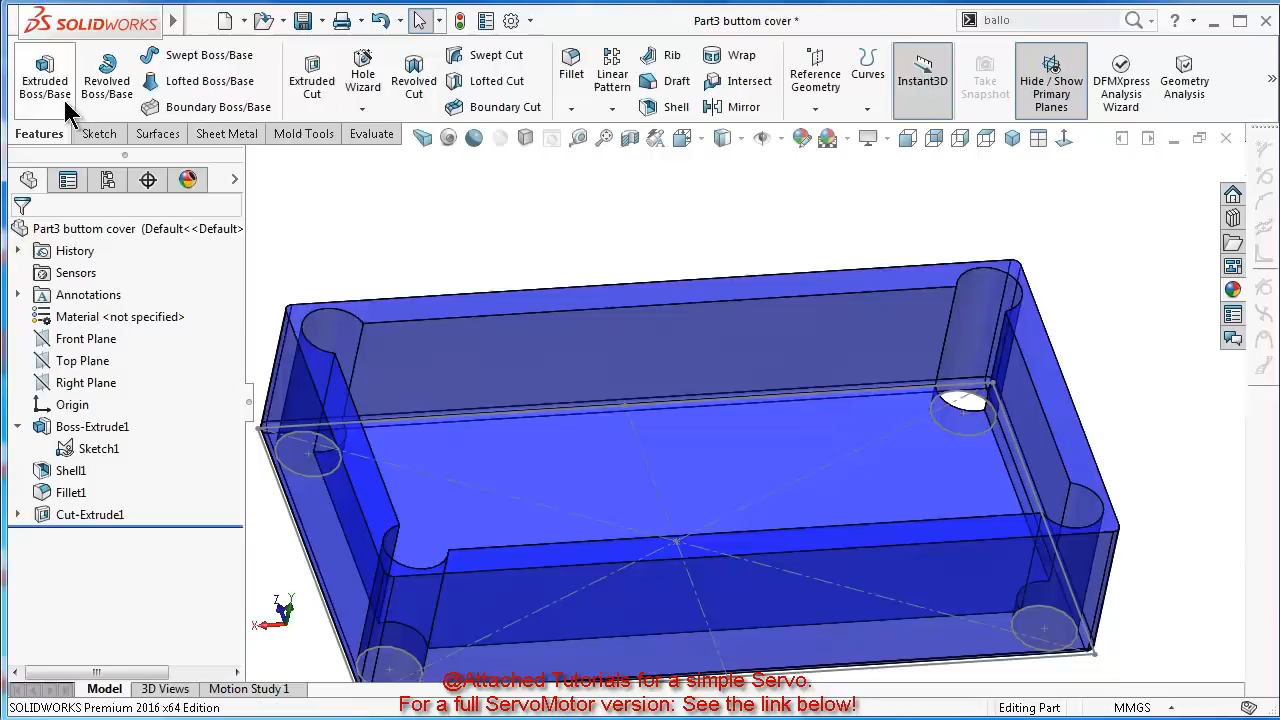 SOLIDWORKS
Part3 buttom cover *
ballo
Extruded Boss/Base
Revolved Boss/Base
Swept Boss/Base
Lofted Boss/Base
Boundary Boss/Base
Extruded Cut
Hole Wizard
Revolved Cut
Swept Cut
Lofted Cut
Boundary Cut
Fillet
Linear Pattern
Rib
Draft
Shell
Wrap
Intersect
Mirror
Reference Geometry
Curves
Instant3D
Take Snapshot
Hide / Show Primary Planes
DFMXpress Analysis Wizard
Geometry Analysis
Features
Sketch
Surfaces
Sheet Metal
Mold Tools
Evaluate
Part3 buttom cover (Default<<Default>
History
Sensors
Annotations
Material <not specified>
Front Plane
Top Plane
Right Plane
Origin
Boss-Extrude1
Sketch1
Shell1
Fillet1
Cut-Extrude1
Z
Y
X
Model
3D Views
Motion Study 1
@Attached Tutorials for a simple Servo.
For a full ServoMotor version: See the link below!
SOLIDWORKS Premium 2016 x64 Edition
Editing Part
MMGS